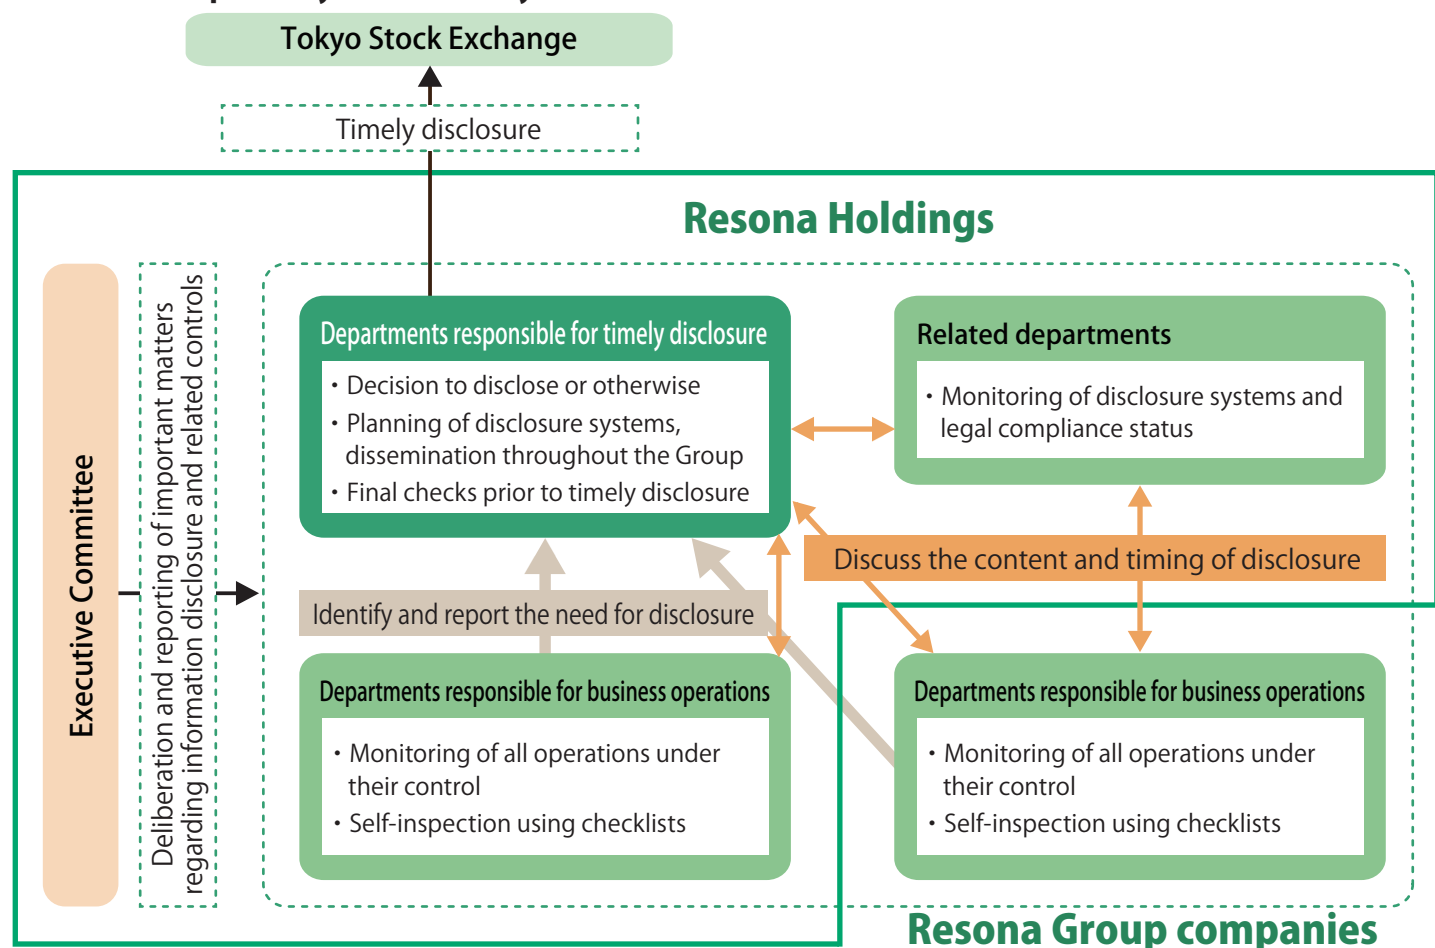 Tokyo Stock Exchange
Timely disclosure
Resona Holdings
Executive Committee
Deliberation and reporting of important matters
regarding information disclosure and related controls
Departments responsible for timely disclosure
・Decision to disclose or otherwise
・Planning of disclosure systems,
dissemination throughout the Group
・Final checks prior to timely disclosure
Related departments
・Monitoring of disclosure systems and
legal compliance status
Discuss the content and timing of disclosure
Identify and report the need for disclosure
Departments responsible for business operations
・Monitoring of all operations under
their control
・Self-inspection using checklists
Departments responsible for business operations
・Monitoring of all operations under
their control
・Self-inspection using checklists
Resona Group companies